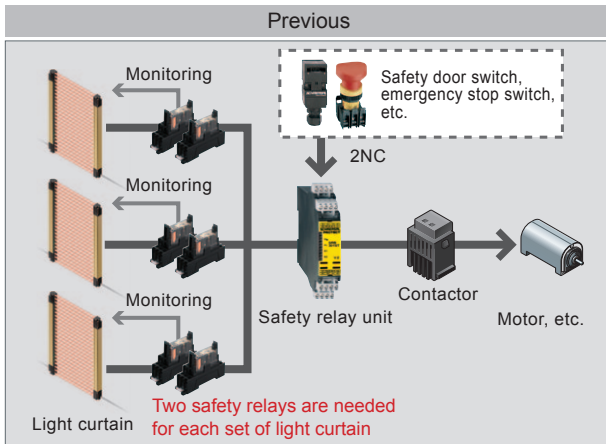 Previous
Monitoring
Safety door switch,
emergency stop switch,
etc.
2NC
Monitoring
Contactor
Safety relay unit
Motor, etc.
Monitoring
Light curtain
Two safety relays are needed
for each set of light curtain